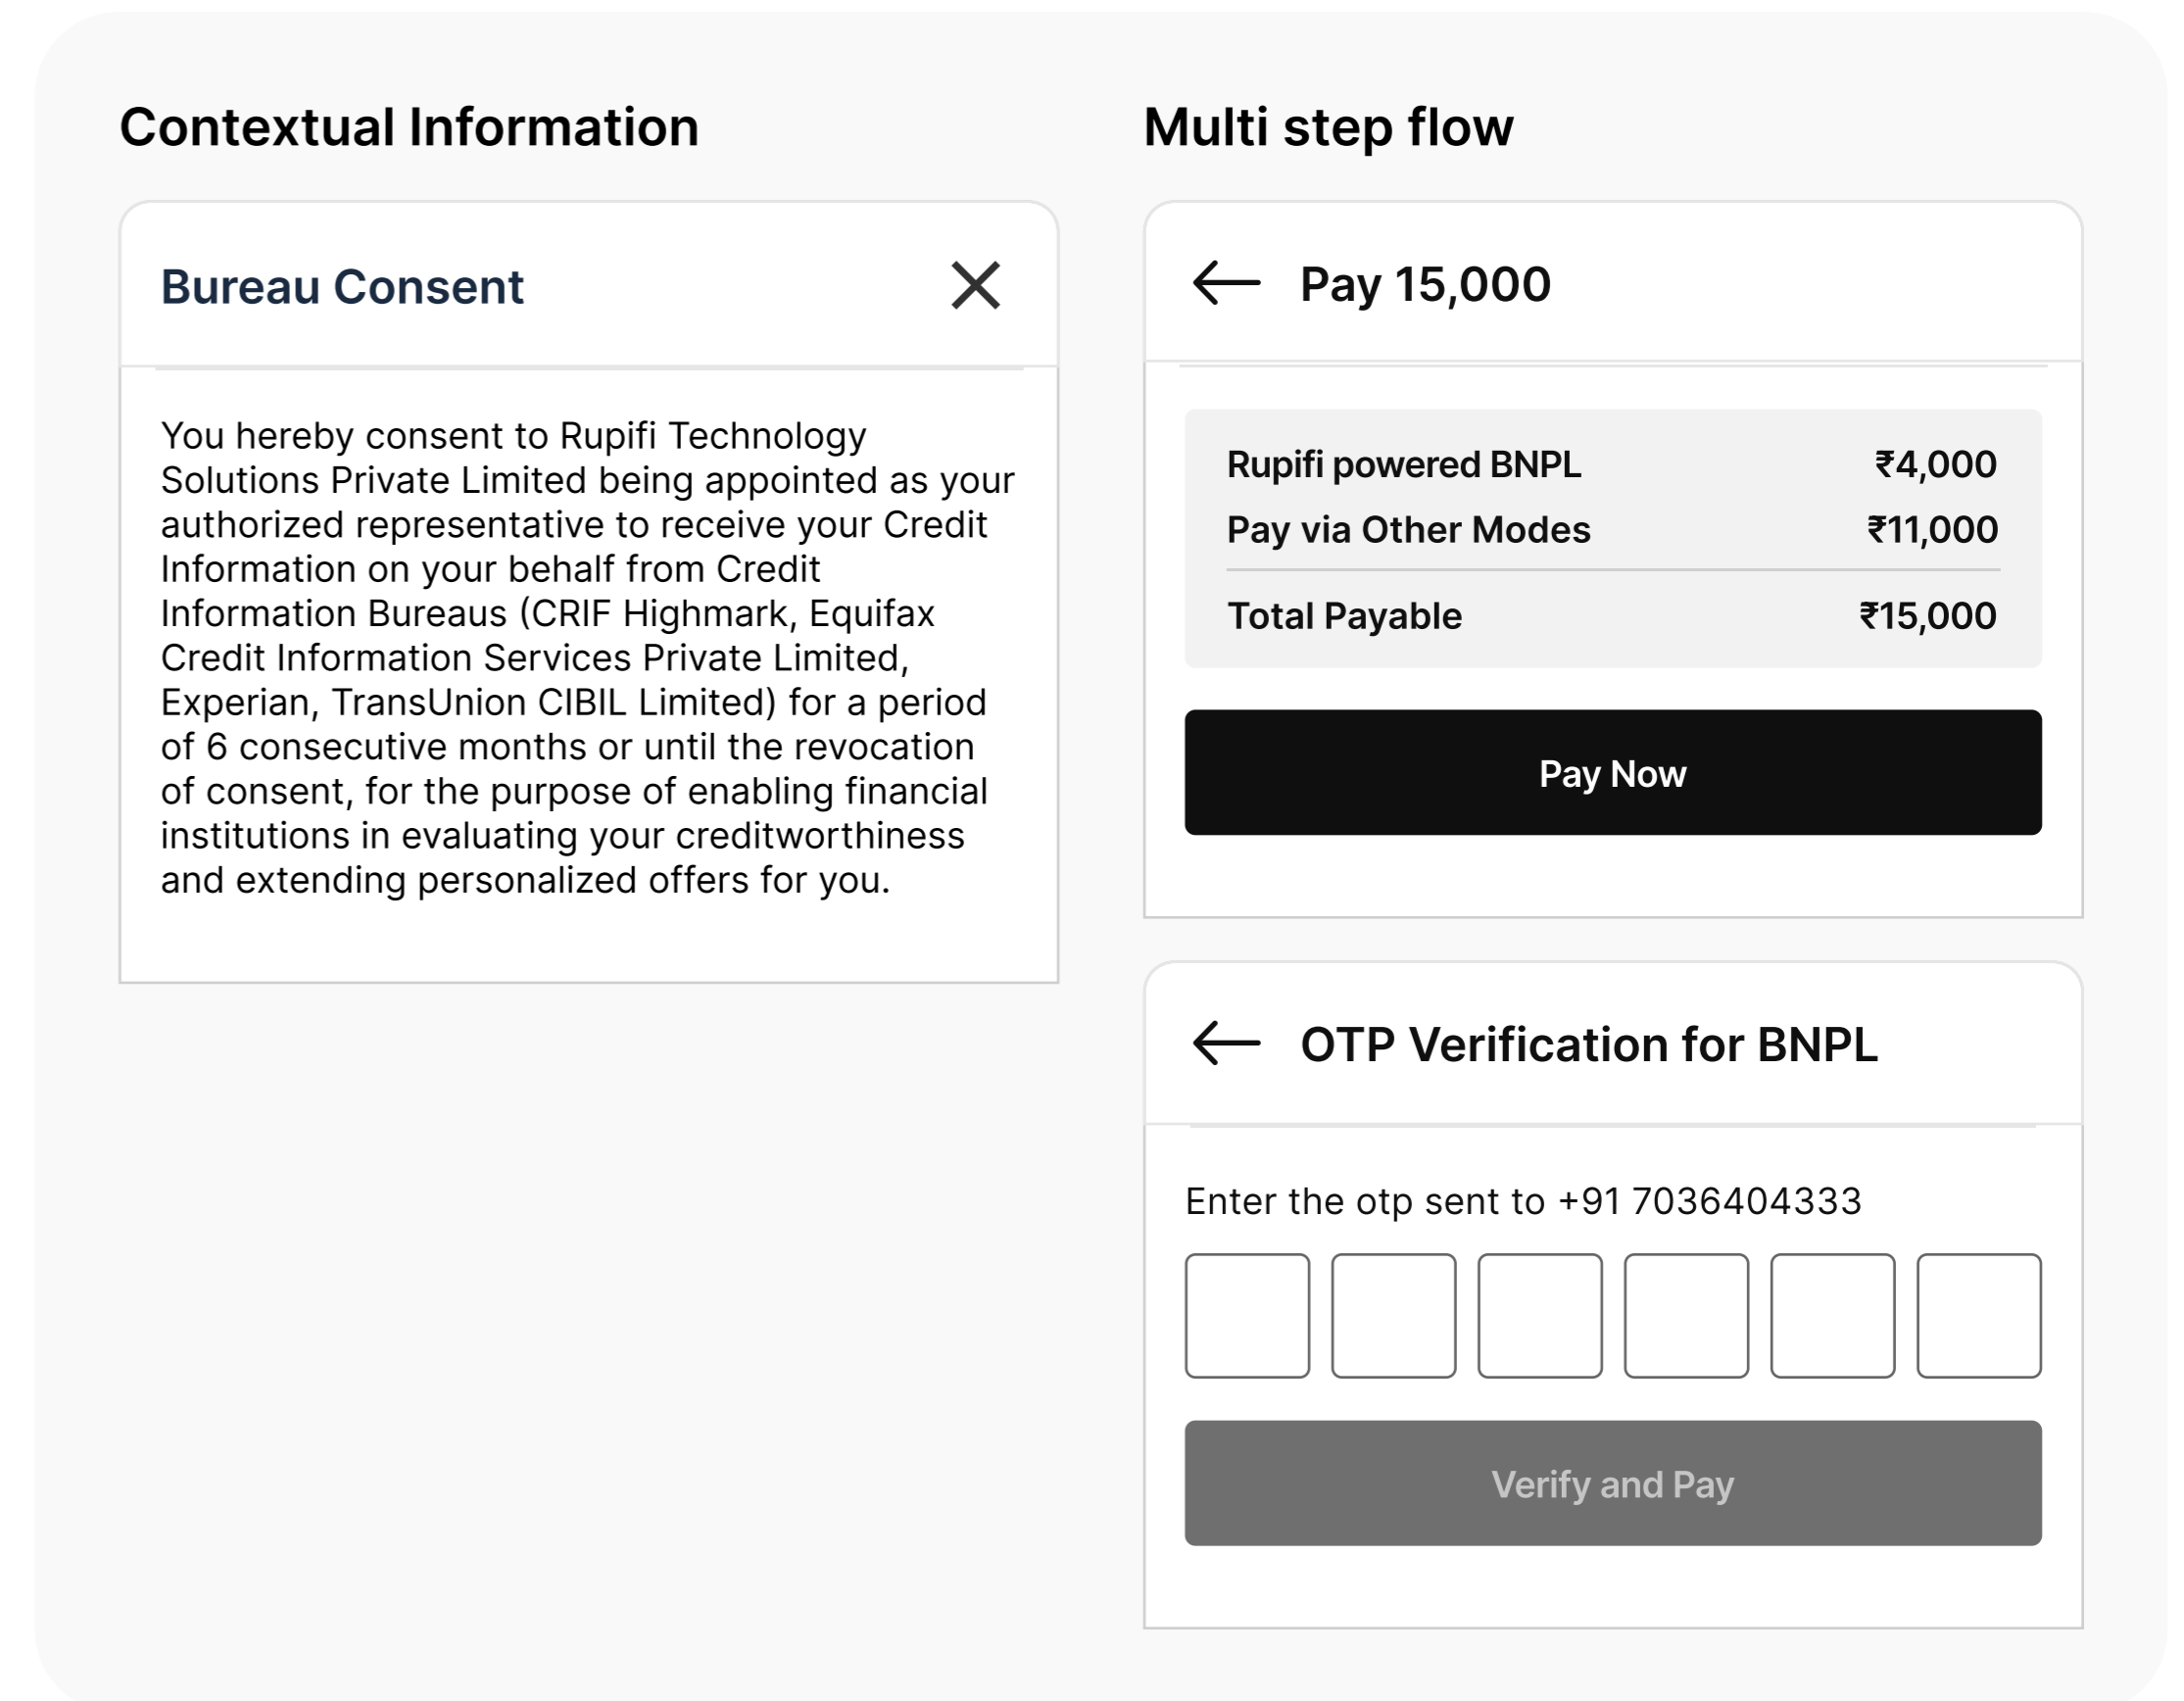 Contextual Information
Bureau Consent
You hereby consent to Rupifi Technology
Solutions Private Limited being appointed as your
authorized representative to receive your Credit
Information on your behalf from Credit
Information Bureaus (CRIF Highmark, Equifax
Credit Information Services Private Limited,
Experian, TransUnion CIBIL Limited) for a period
of 6 consecutive months or until the revocation
of consent, for the purpose of enabling financial
institutions in evaluating your creditworthiness
and extending personalized offers for you.
Multi step flow
Pay 15,000
Rupifi powered BNPL ₹4,000
Pay via Other Modes ₹11,000
Total Payable ₹15,000
Pay Now
OTP Verification for BNPL
Enter the otp sent to +91 7036404333
Verify and Pay